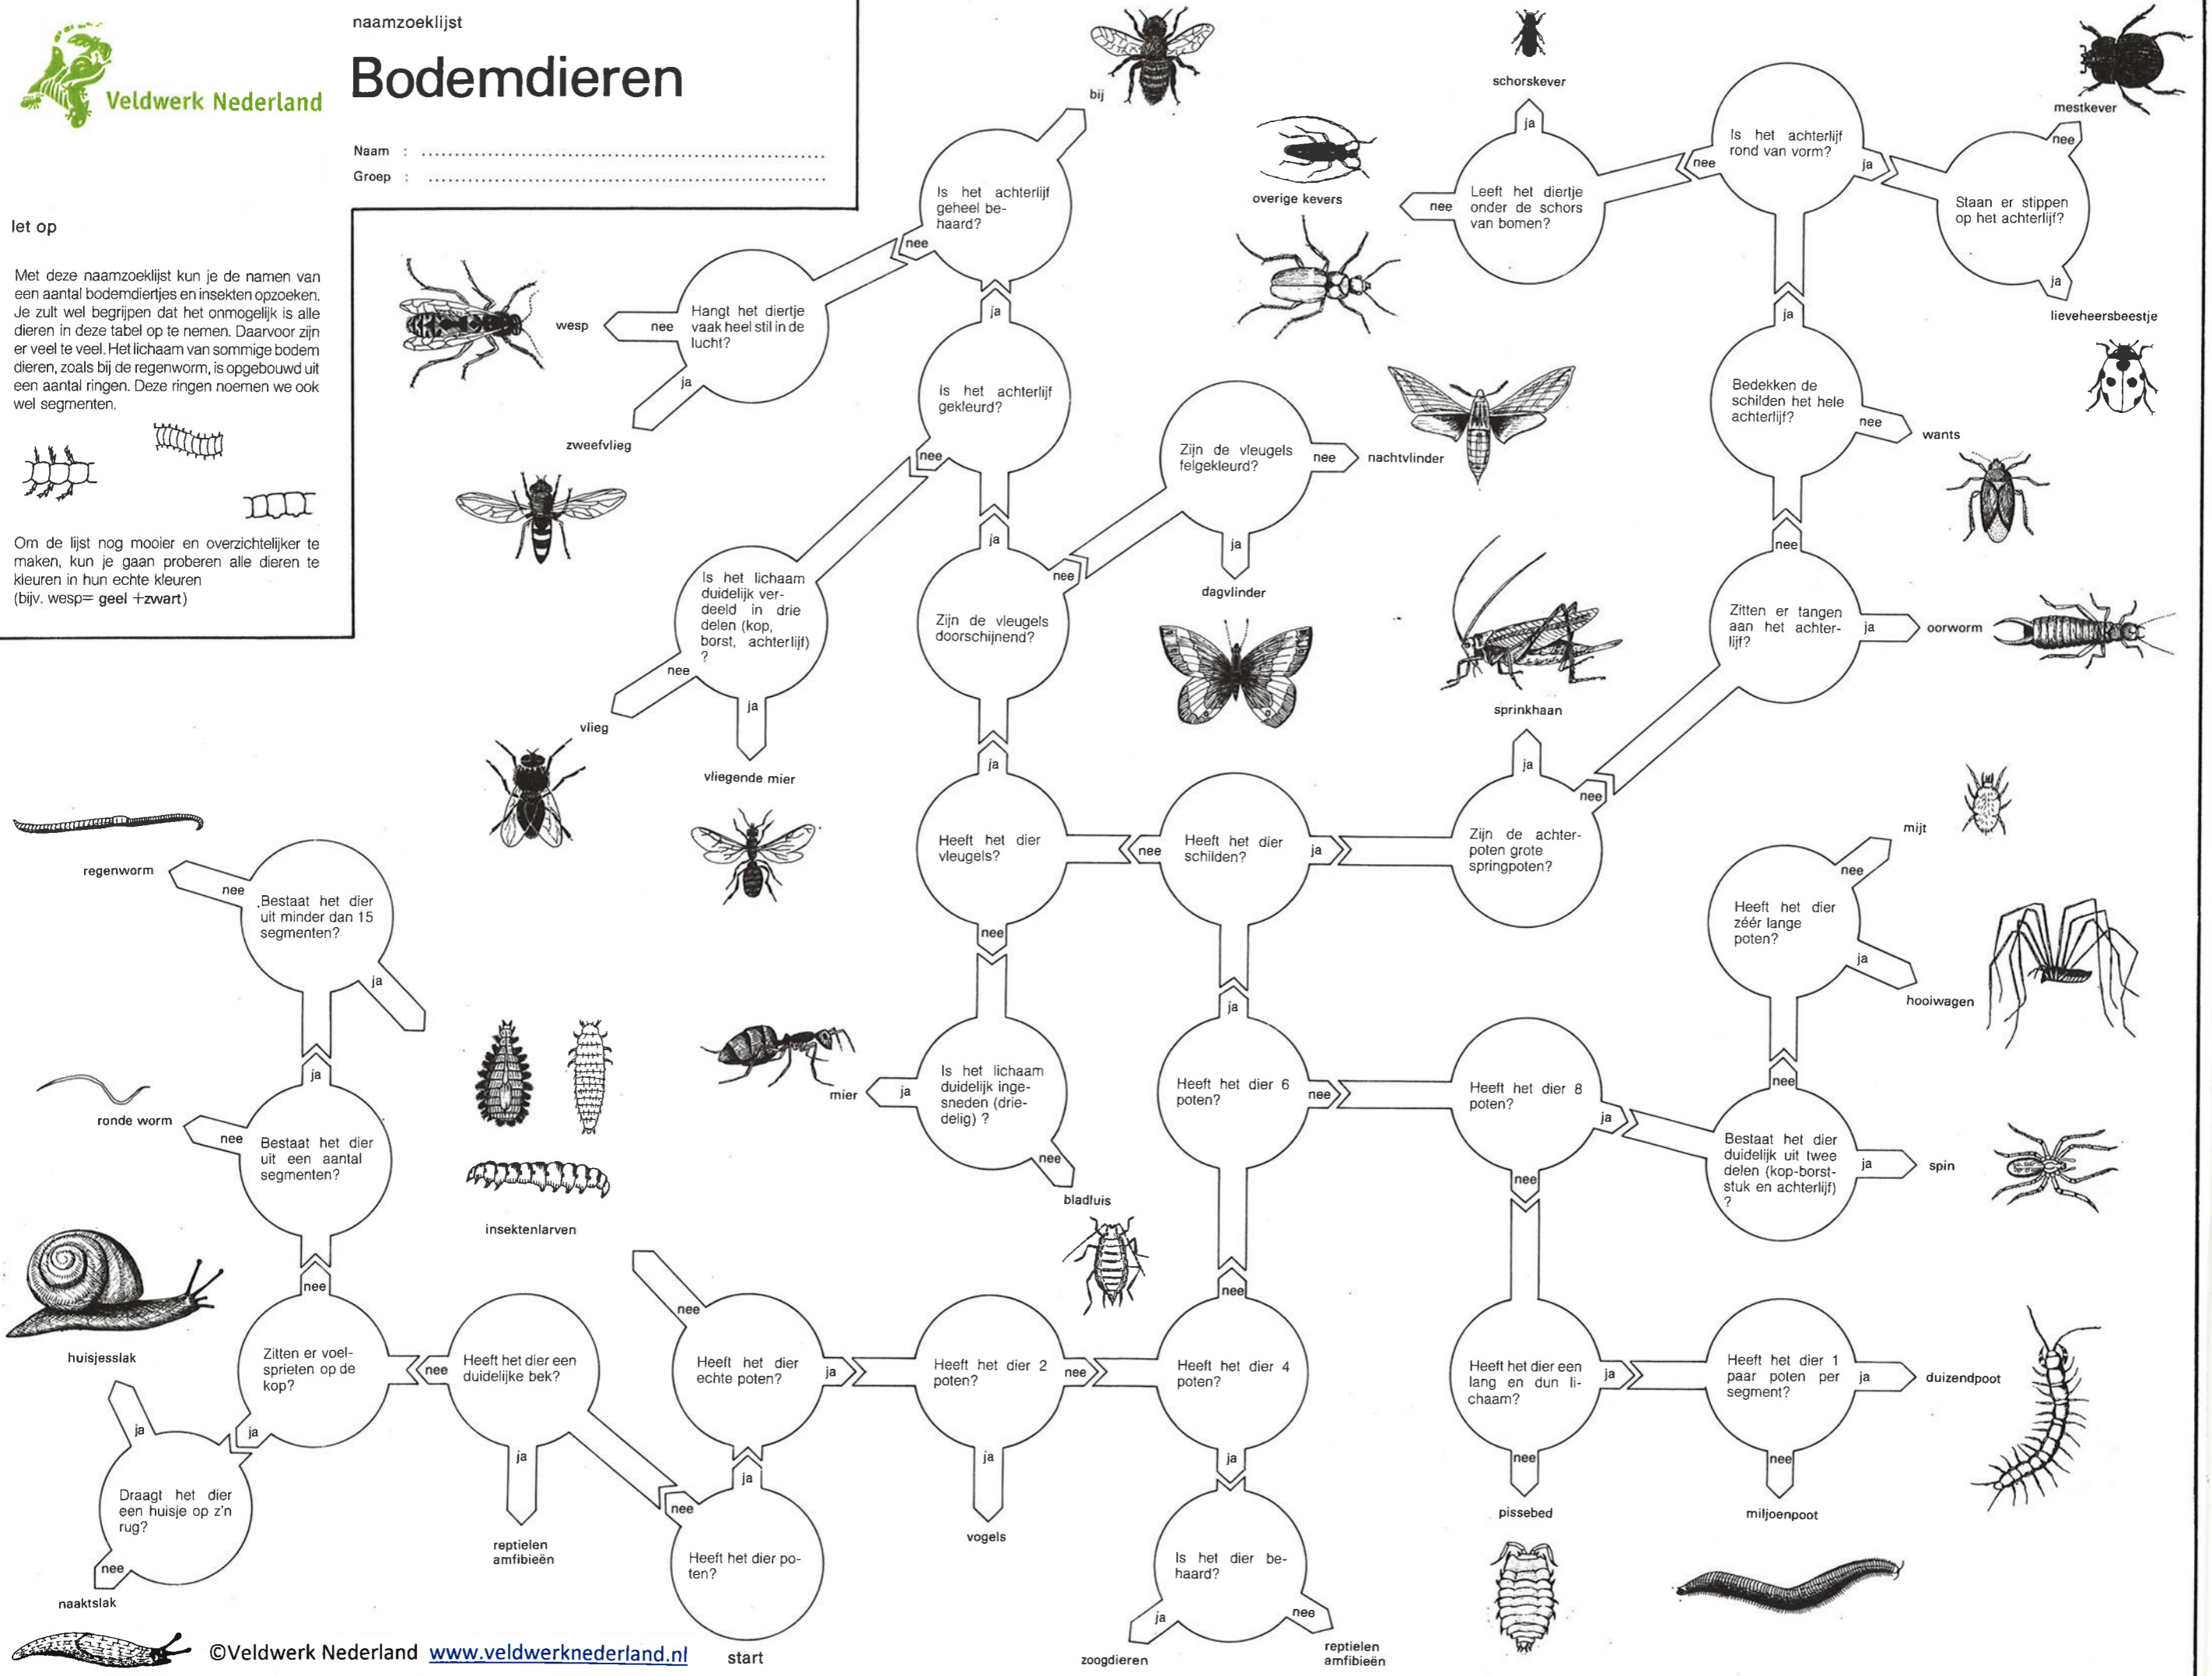 naamzoeklijst
Bodemdieren
Veldwerk Nederland
Naam : ....................
Groep : ....................
let op
Met deze naamzoeklijst kun je de namen van
een aantal bodemdiertjes en insekten opzoeken.
Je zult wel begrijpen dat het onmogelijk is alle
dieren in deze tabel op te nemen. Daarvoor zijn
er veel te veel. Het lichaam van sommige bodem
dieren, zoals bij de regenworm, is opgebouwd uit
een aantal ringen. Deze ringen noemen we ook
wel segmenten.
Om de lijst nog mooier en overzichtelijker te
maken, kun je gaan proberen alle dieren te
kleuren in hun echte kleuren
(bijv. wesp= geel +zwart)
bij
Is het achterlijf
geheel be-
haard?
nee
Hangt het diertje
vaak heel stil in de
lucht?
nee
wesp
ja
zweefvlieg
ja
Is het achterlijf
gekleurd?
nee
Is het lichaam
duidelijk ver-
deeld in drie
delen (kop,
borst, achterlijf)
?
nee
vlieg
ja
vliegende mier
ja
Zijn de vleugels
doorschijnend?
nee
Zijn de vleugels
felgekleurd?
nee
nachtvlinder
ja
dagvlinder
schorskever
ja
Leeft het diertje
onder de schors
van bomen?
nee
overige kevers
nee
Is het achterlijf
rond van vorm?
ja
Staan er stippen
op het achterlijf?
nee
mestkever
ja
lieveheersbeestje
ja
Bedekken de
schilden het hele
achterlijf?
nee
wants
nee
Zitten er tangen
aan het achter-
lijf?
ja
oorworm
sprinkhaan
ja
nee
Zijn de achter-
poten grote
springpoten?
ja
Heeft het dier
schilden?
nee
ja
Heeft het dier
vleugels?
nee
Is het lichaam
duidelijk inge-
sneden (drie-
delig) ?
ja
mier
nee
bladluis
ja
Heeft het dier 6
poten?
nee
Heeft het dier 8
poten?
ja
nee
Bestaat het dier
duidelijk uit twee
delen (kop-borst-
stuk en achterlijf)
?
ja
spin
nee
Heeft het dier
zéér lange
poten?
nee
mijt
ja
hooiwagen
regenworm
nee
Bestaat het dier
uit minder dan 15
segmenten?
ja
ja
ronde worm
nee
Bestaat het dier
uit een aantal
segmenten?
insektenlarven
nee
huisjesslak
Zitten er voel-
sprieten op de
kop?
ja
nee
Heeft het dier een
duidelijke bek?
ja
reptielen
amfibieën
ja
Draagt het dier
een huisje op z'n
rug?
nee
naaktslak
nee
Heeft het dier
echte poten?
ja
Heeft het dier 2
poten?
nee
ja
vogels
nee
Heeft het dier 4
poten?
ja
Is het dier be-
haard?
ja
zoogdieren
nee
reptielen
amfibieën
Heeft het dier een
lang en dun li-
chaam?
ja
nee
pissebed
Heeft het dier 1
paar poten per
segment?
ja
duizendpoot
nee
miljoenpoot
ja
nee
Heeft het dier po-
ten?
start
©Veldwerk Nederland www.veldwerknederland.nl